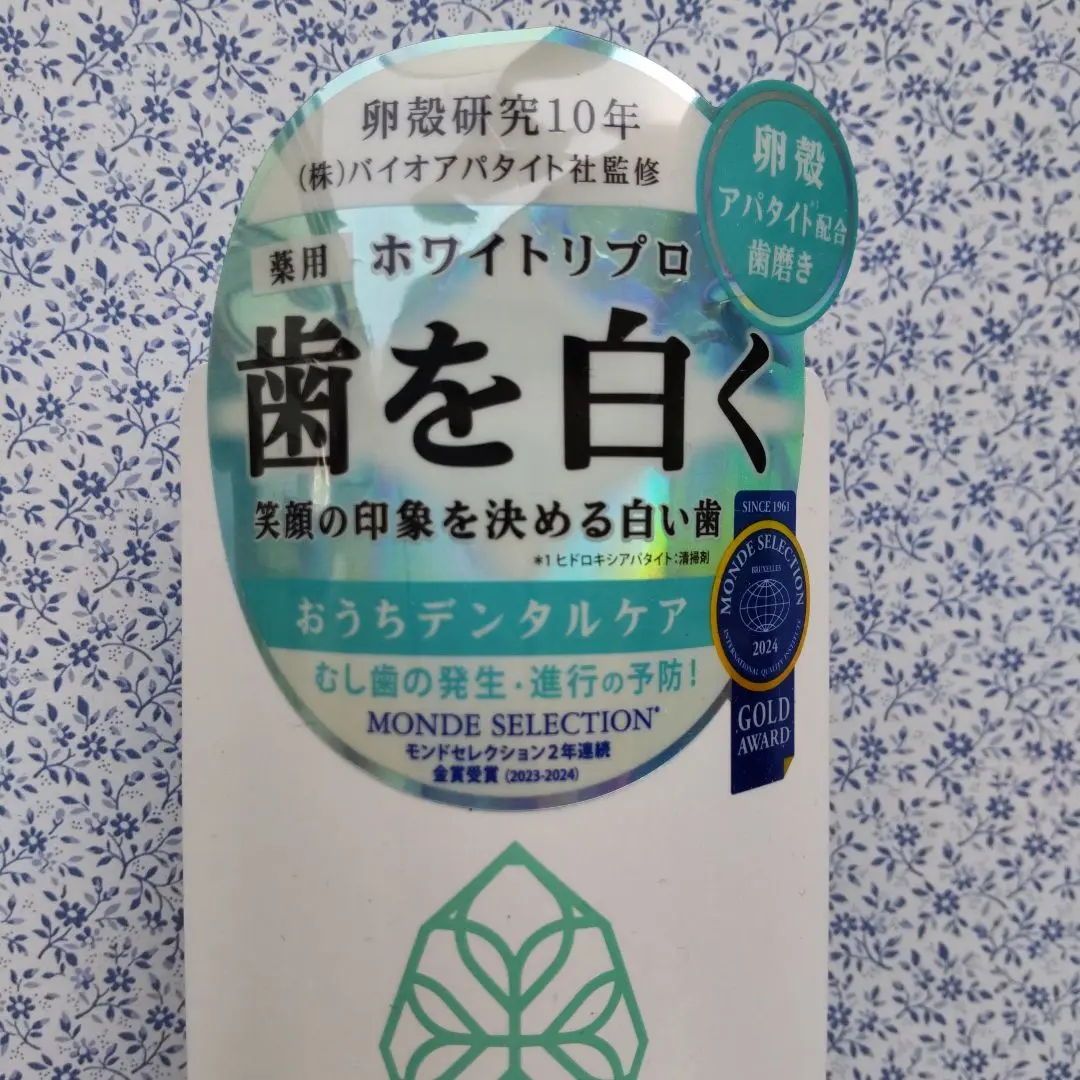 卵殻研究10年
(株)バイオアパタイト社監修
卵殻
アパタイト*1配合
歯磨き
薬用 ホワイトリプロ
歯を白く
笑顔の印象を決める白い歯
*1 ヒドロキシアパタイト:清掃剤
おうちデンタルケア
むし歯の発生・進行の予防!
MONDE SELECTION
モンドセレクション2年連続
金賞受賞(2023-2024)
SINCE 1961
MONDE SELECTION
BRUXELLES
2024
INTERNATIONAL QUALITY INSTITUTE
GOLD
AWARD